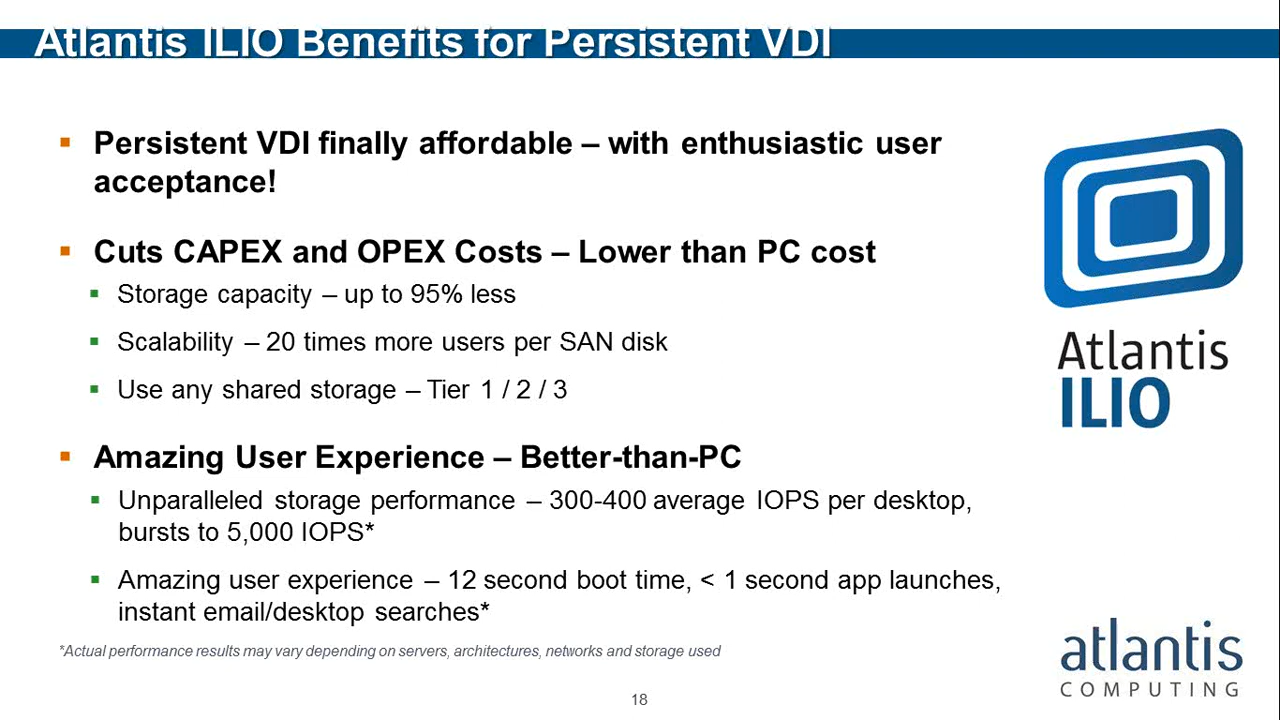 Atlantis ILIO Benefits for Persistent VDI
▪ Persistent VDI finally affordable – with enthusiastic user
acceptance!
▪ Cuts CAPEX and OPEX Costs – Lower than PC cost
▪ Storage capacity – up to 95% less
▪ Scalability – 20 times more users per SAN disk
▪ Use any shared storage – Tier 1 / 2 / 3
▪ Amazing User Experience – Better-than-PC
▪ Unparalleled storage performance – 300-400 average IOPS per desktop,
bursts to 5,000 IOPS*
▪ Amazing user experience – 12 second boot time, < 1 second app launches,
instant email/desktop searches*
*Actual performance results may vary depending on servers, architectures, networks and storage used
18
Atlantis
ILIO
atlantis
COMPUTING